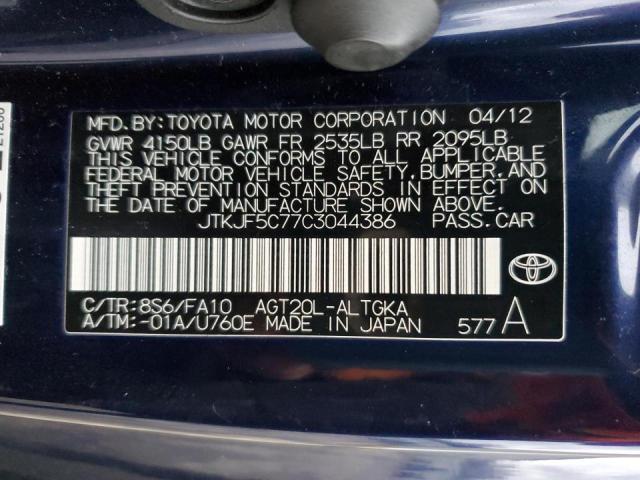 MFD.BY:TOYOTA MOTOR CORPORATION 04/12
GVWR 4150LB GAWR FR 2535LB RR 2095LB
THIS VEHICLE CONFORMS TO ALL APPLICABLE
FEDERAL MOTOR VEHICLE SAFETY,BUMPER,AND
THEFT PREVENTION STANDARDS IN EFFECT ON
THE DATE OF MANUFACTURE SHOWN ABOVE.
JTKJF5C77C3044386 PASS.CAR
C/TR:8S6/FA10 AGT20L-ALTGKA
A/TM:-01A/U760E MADE IN JAPAN 577A